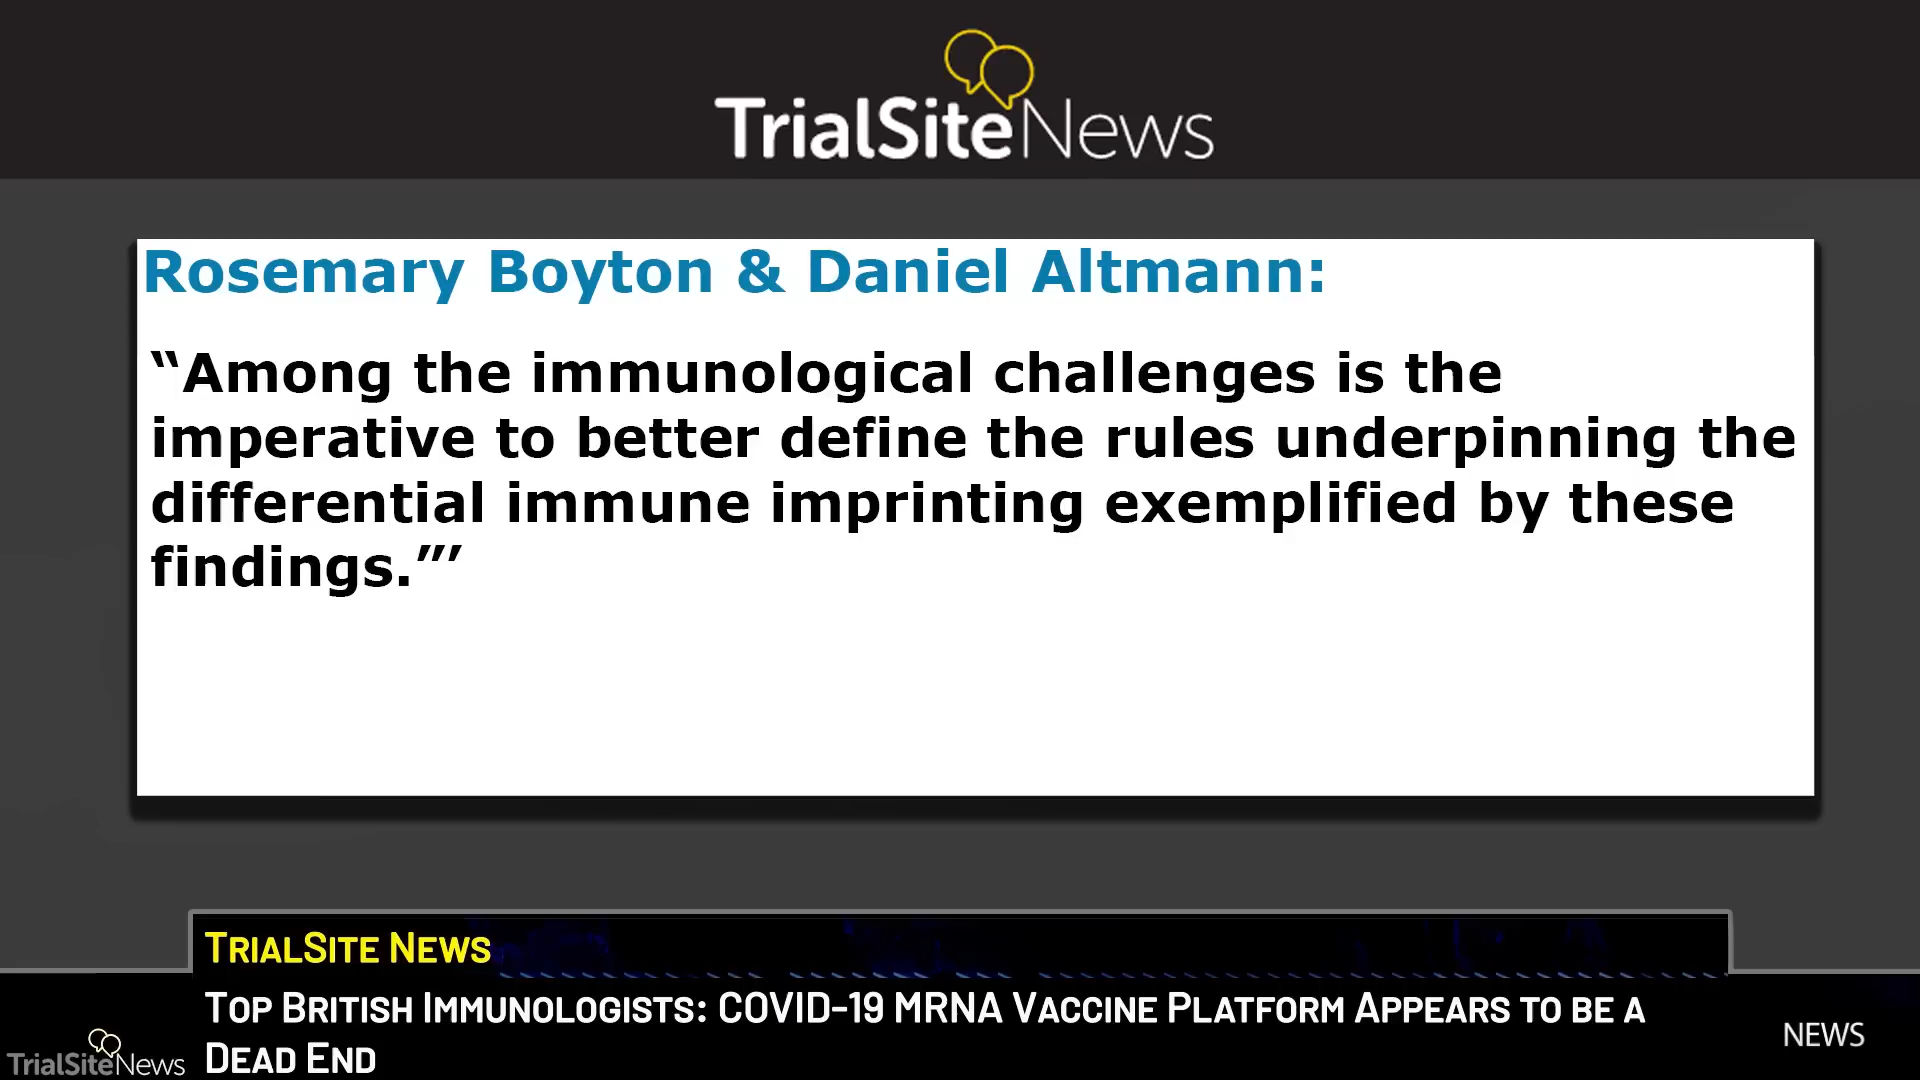 TrialSiteNews
Rosemary Boyton & Daniel Altmann:
“Among the immunological challenges is the
imperative to better define the rules underpinning the
differential immune imprinting exemplified by these
findings.”’
TrialSite News
Top British Immunologists: COVID-19 MRNA Vaccine Platform Appears to be a
Dead End
TrialSiteNews
NEWS